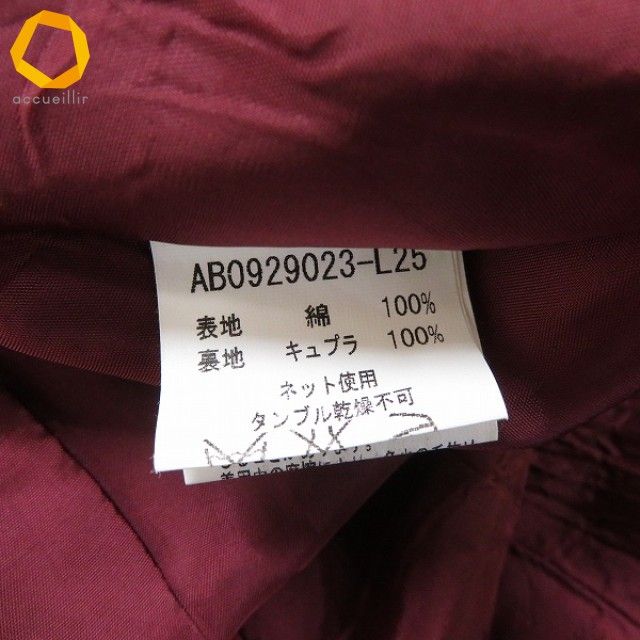 accueillir
AB0929023-L25
表地 綿 100%
裏地 キュプラ 100%
ネット使用
タンブル乾燥不可